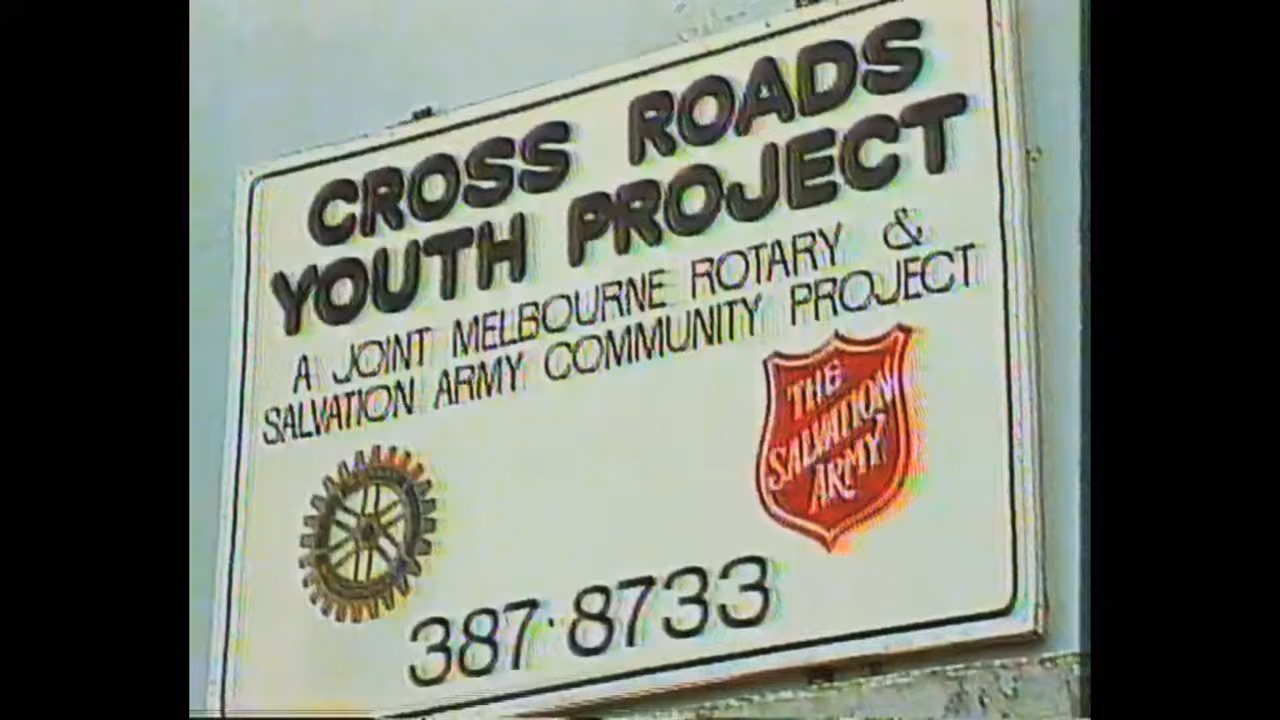 CROSS ROADS
YOUTH PROJECT
A JOINT MELBOURNE ROTARY &
SALVATION ARMY COMMUNITY PROJECT
THE
SALVATION
ARMY
387·8733